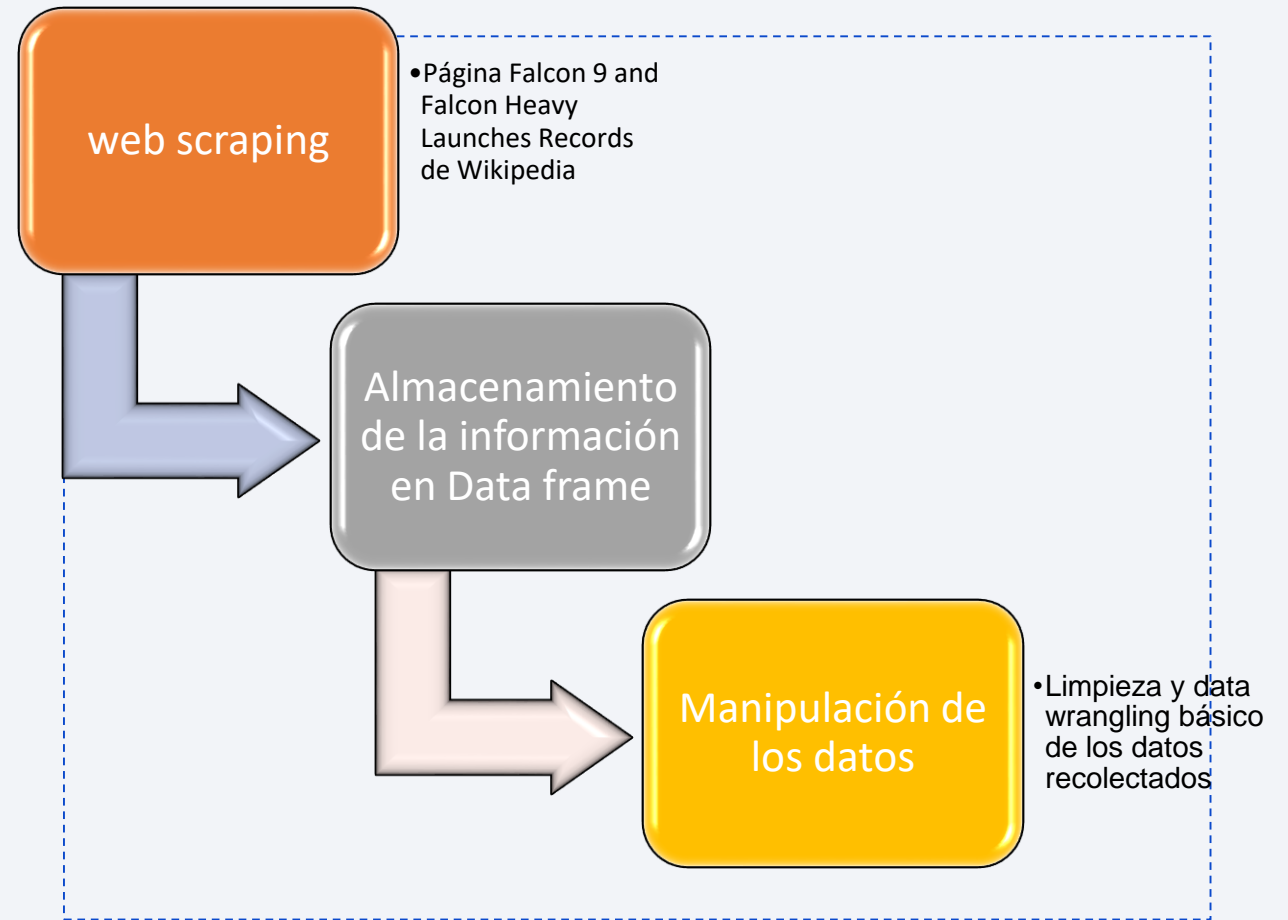 web scraping
•Página Falcon 9 and
Falcon Heavy
Launches Records
de Wikipedia
Almacenamiento
de la información
en Data frame
Manipulación de
los datos
•Limpieza y data
wrangling básico
de los datos
recolectados